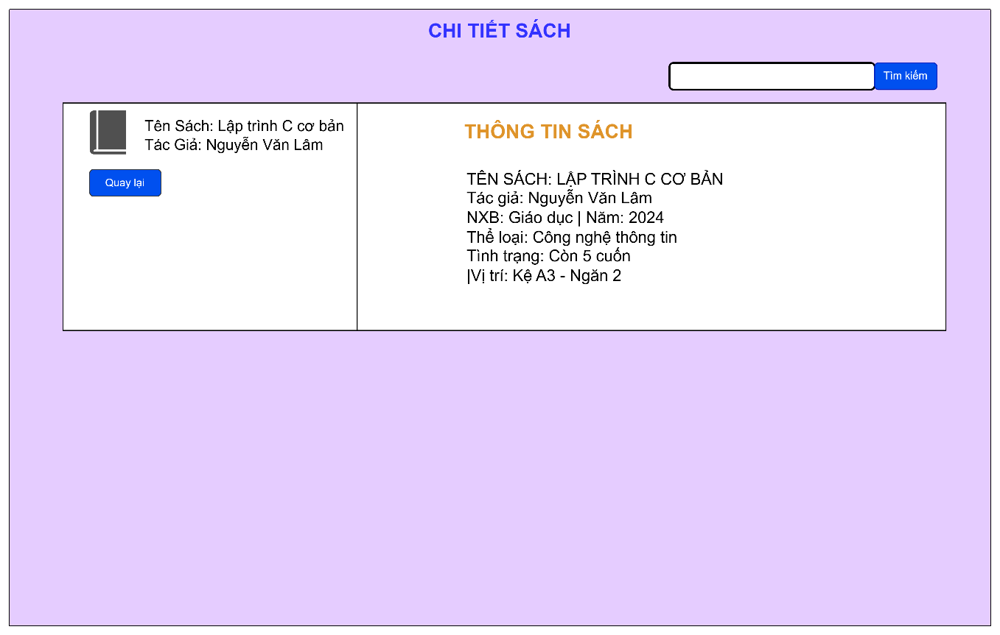 CHI TIẾT SÁCH
Tìm kiếm
Tên Sách: Lập trình C cơ bản
Tác Giả: Nguyễn Văn Lâm
Quay lại
THÔNG TIN SÁCH
TÊN SÁCH: LẬP TRÌNH C CƠ BẢN
Tác giả: Nguyễn Văn Lâm
NXB: Giáo dục | Năm: 2024
Thể loại: Công nghệ thông tin
Tình trạng: Còn 5 cuốn
|Vị trí: Kệ A3 - Ngăn 2